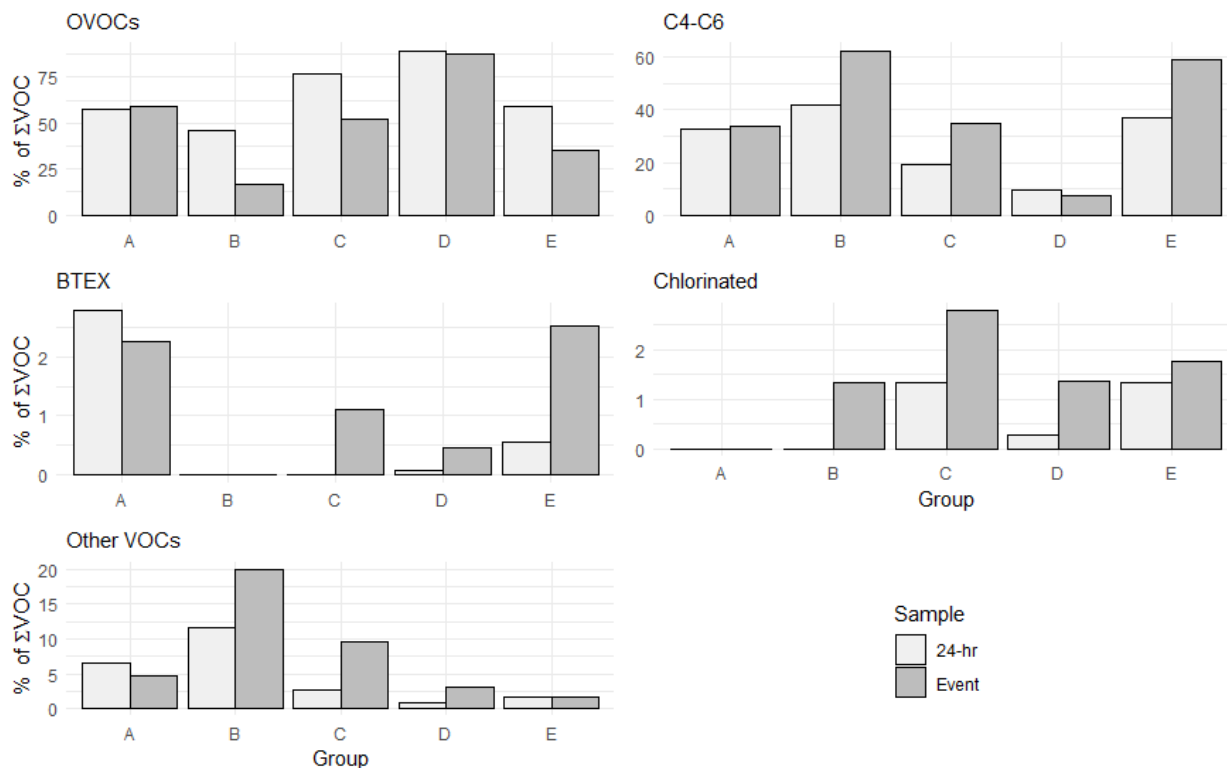 OVOCs
% of ΣVOC
75
50
25
0
A B C D E
C4-C6
60
40
20
0
A B C D E
BTEX
% of ΣVOC
2
1
0
A B C D E
Chlorinated
2
1
0
A B C D E
Group
Other VOCs
% of ΣVOC
20
15
10
5
0
A B C D E
Group
Sample
24-hr
Event